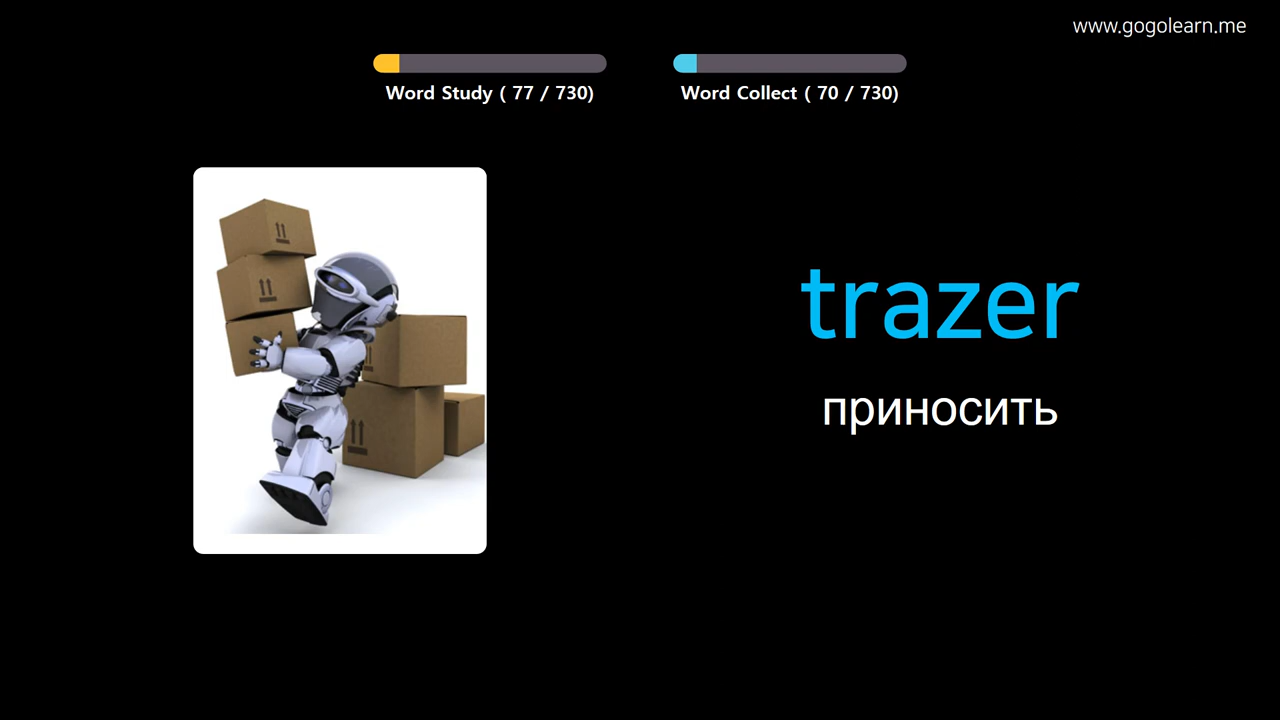 www.gogolearn.me
Word Study ( 77 / 730)
Word Collect ( 70 / 730)
trazer
приносить